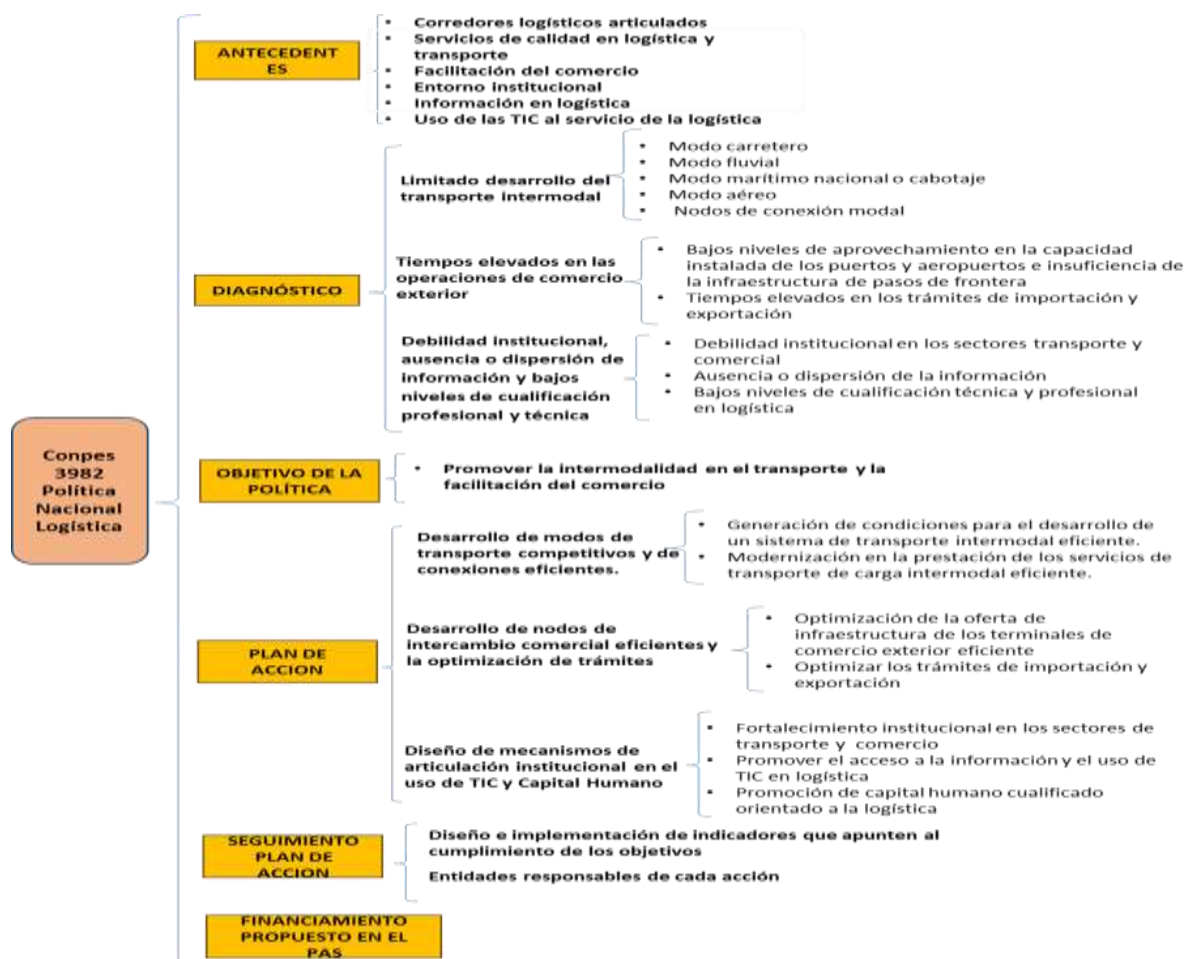 Conpes
3982
Política
Nacional
Logística
ANTECEDENT
ES
• Corredores logísticos articulados
• Servicios de calidad en logística y
transporte
• Facilitación del comercio
• Entorno institucional
• Información en logística
• Uso de las TIC al servicio de la logística
DIAGNÓSTICO
Limitado desarrollo del
transporte intermodal
• Modo carretero
• Modo fluvial
• Modo marítimo nacional o cabotaje
• Modo aéreo
• Nodos de conexión modal
Tiempos elevados en las
operaciones de comercio
exterior
• Bajos niveles de aprovechamiento en la capacidad
instalada de los puertos y aeropuertos e insuficiencia de
la infraestructura de pasos de frontera
• Tiempos elevados en los trámites de importación y
exportación
Debilidad institucional,
ausencia o dispersión de
información y bajos
niveles de cualificación
profesional y técnica
• Debilidad institucional en los sectores transporte y
comercial
• Ausencia o dispersión de la información
• Bajos niveles de cualificación técnica y profesional
en logística
OBJETIVO DE LA
POLÍTICA
• Promover la intermodalidad en el transporte y la
facilitación del comercio
PLAN DE
ACCION
Desarrollo de modos de
transporte competitivos y de
conexiones eficientes.
• Generación de condiciones para el desarrollo de
un sistema de transporte intermodal eficiente.
• Modernización en la prestación de los servicios de
transporte de carga intermodal eficiente.
Desarrollo de nodos de
intercambio comercial eficientes y
la optimización de trámites
• Optimización de la oferta de
infraestructura de los terminales de
comercio exterior eficiente
• Optimizar los trámites de importación y
exportación
Diseño de mecanismos de
articulación institucional en el
uso de TIC y Capital Humano
• Fortalecimiento institucional en los sectores de
transporte y comercio
• Promover el acceso a la información y el uso de
TIC en logística
• Promoción de capital humano cualificado
orientado a la logística
SEGUIMIENTO
PLAN DE
ACCION
Diseño e implementación de indicadores que apunten al
cumplimiento de los objetivos
Entidades responsables de cada acción
FINANCIAMIENTO
PROPUESTO EN EL
PAS